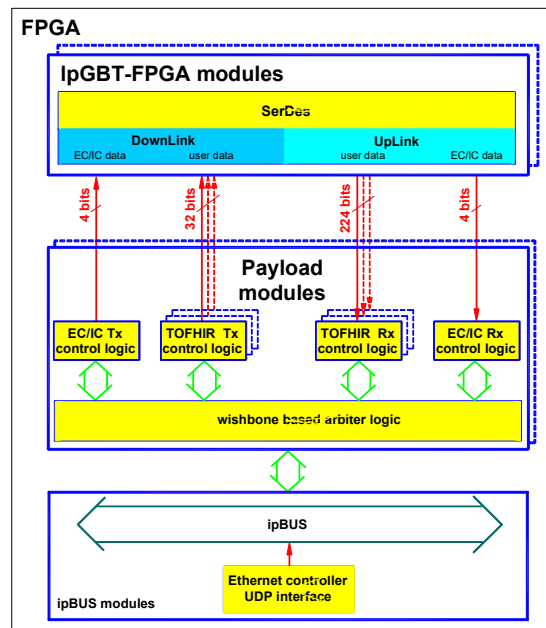 FPGA
lpGBT-FPGA modules
SerDes
DownLink
UpLink
EC/IC data
user data
user data
EC/IC data
4 bits
32 bits
224 bits
4 bits
Payload
modules
EC/IC Tx
control logic
TOFHIR Tx
control logic
TOFHIR Rx
control logic
EC/IC Rx
control logic
wishbone based arbiter logic
ipBUS
Ethernet controller
UDP interface
ipBUS modules